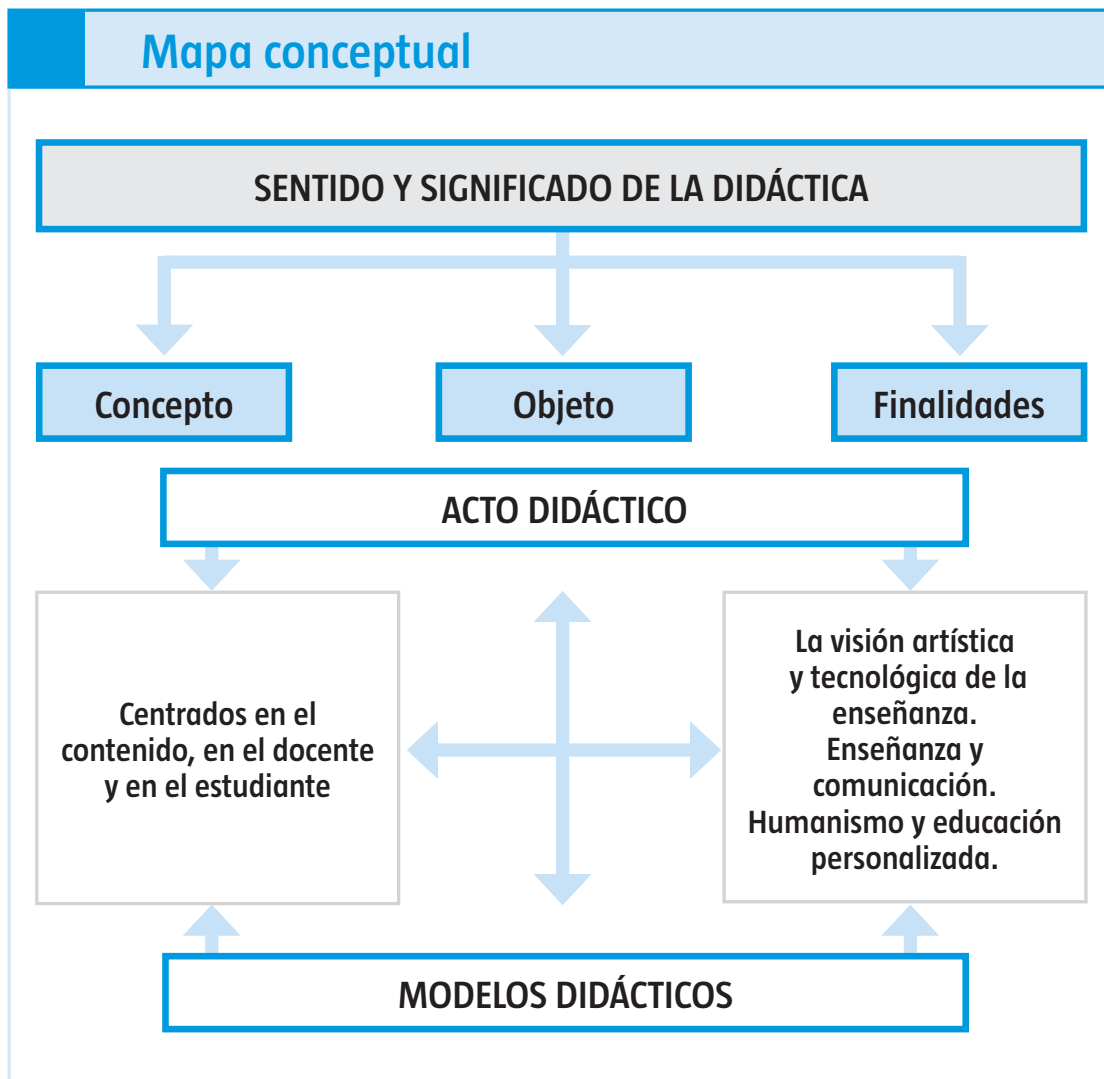 Mapa conceptual
SENTIDO Y SIGNIFICADO DE LA DIDÁCTICA
Concepto
Objeto
Finalidades
ACTO DIDÁCTICO
Centrados en el
contenido, en el docente
y en el estudiante
La visión artística
y tecnológica de la
enseñanza.
Enseñanza y
comunicación.
Humanismo y educación
personalizada.
MODELOS DIDÁCTICOS